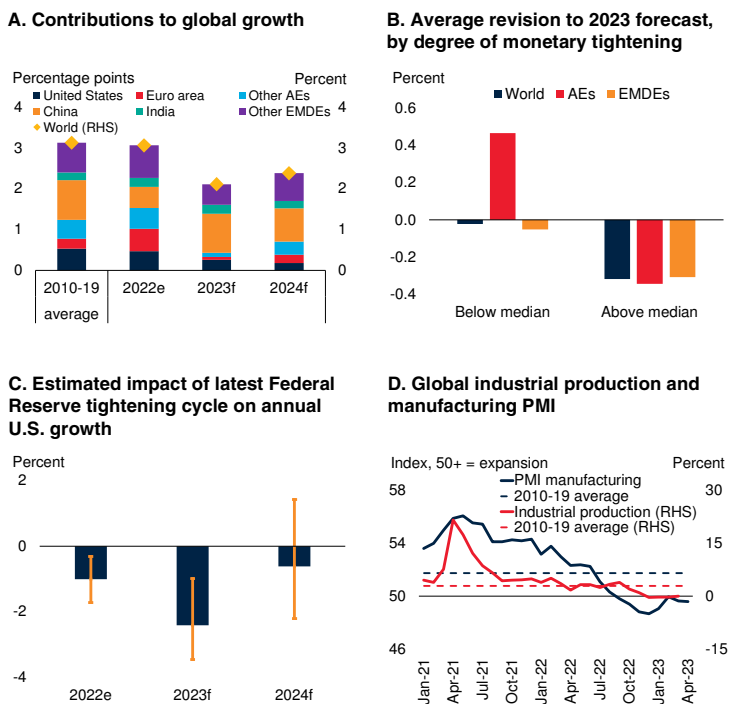 A. Contributions to global growth
Percentage points
Percent
United States
Euro area
Other AEs
China
India
Other EMDEs
World (RHS)
4
3
2
1
0
4
3
2
1
0
2010-19
average
2022e
2023f
2024f
B. Average revision to 2023 forecast,
by degree of monetary tightening
Percent
World
AEs
EMDEs
0.6
0.4
0.2
0.0
-0.2
-0.4
Below median
Above median
C. Estimated impact of latest Federal
Reserve tightening cycle on annual
U.S. growth
Percent
2
0
-2
-4
2022e
2023f
2024f
D. Global industrial production and
manufacturing PMI
Index, 50+ = expansion
Percent
PMI manufacturing
2010-19 average
Industrial production (RHS)
2010-19 average (RHS)
58
54
50
46
30
15
0
-15
Jan-21
Apr-21
Jul-21
Oct-21
Jan-22
Apr-22
Jul-22
Oct-22
Jan-23
Apr-23